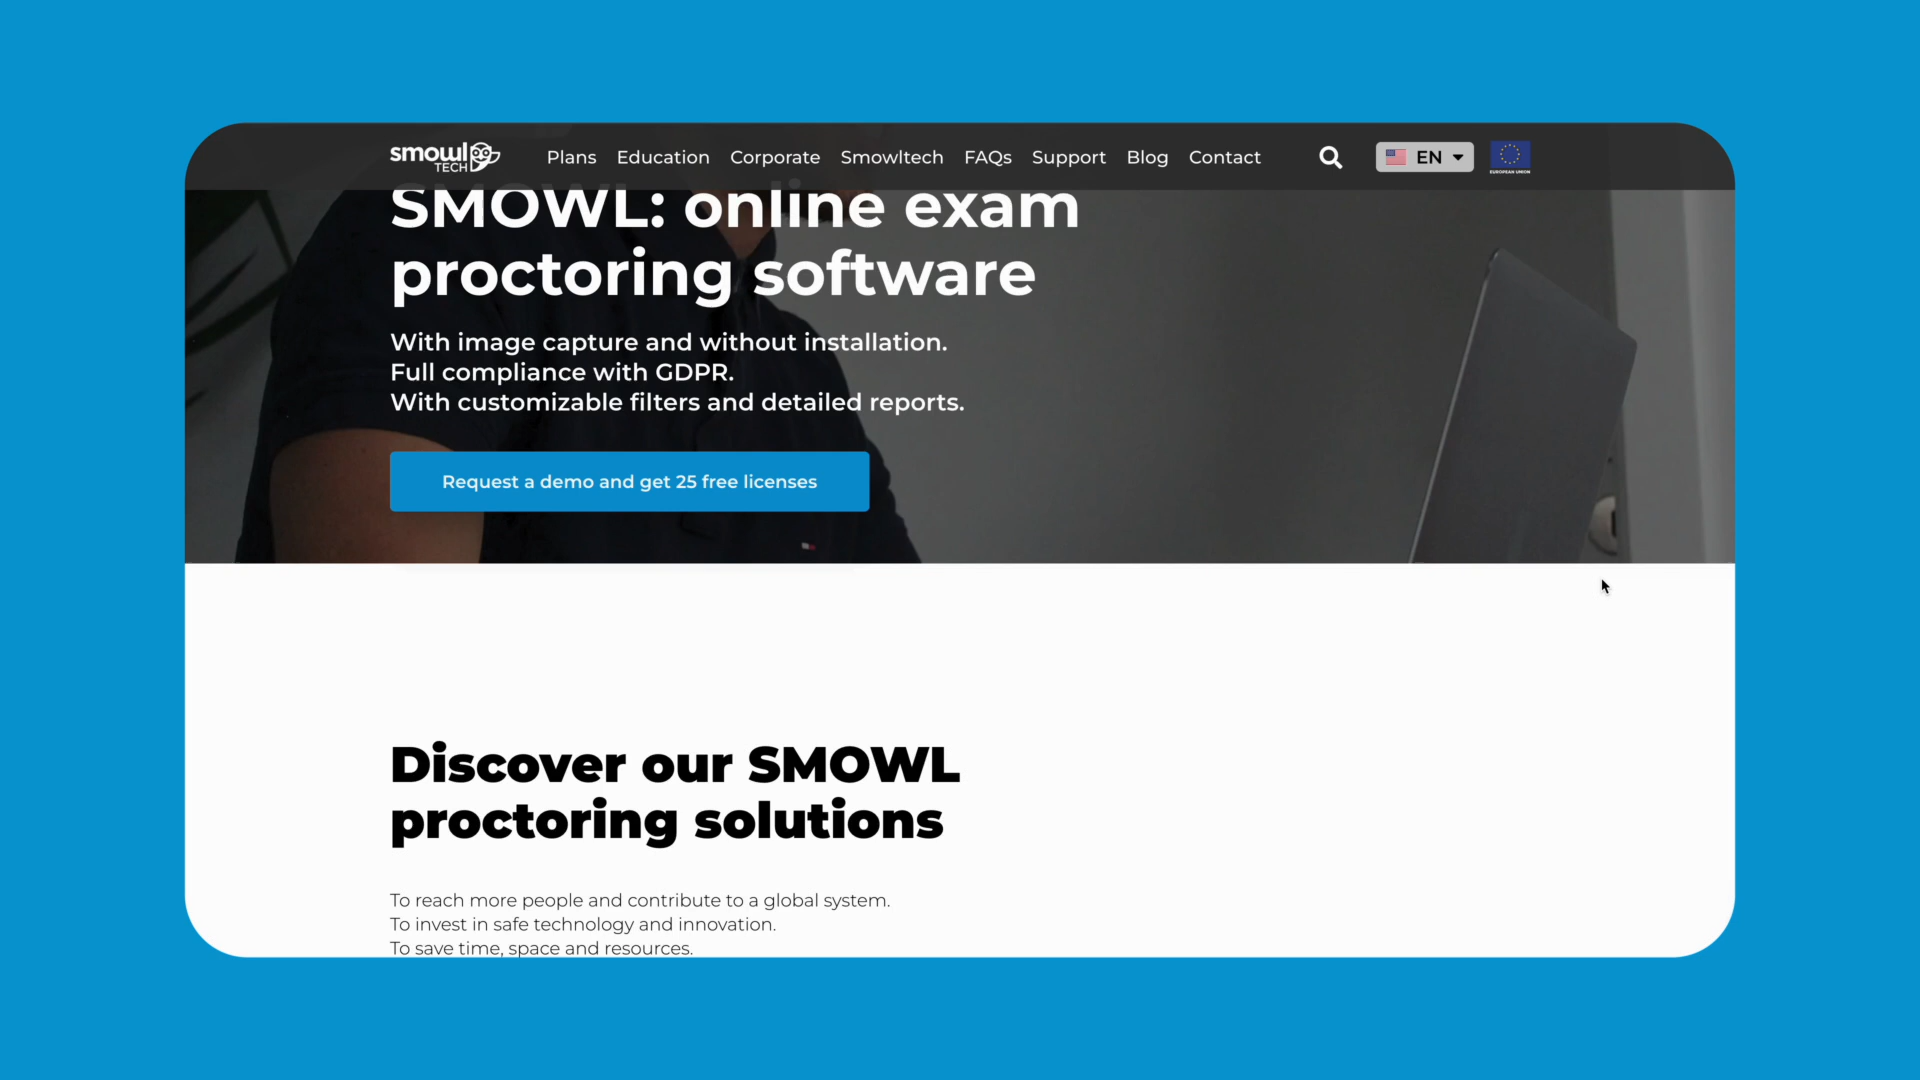 smowl
TECH
Plans Education Corporate Smowltech FAQs Support Blog Contact
EN
EUROPEAN UNION
SMOWL: online exam
proctoring software
With image capture and without installation.
Full compliance with GDPR.
With customizable filters and detailed reports.
Request a demo and get 25 free licenses
Discover our SMOWL
proctoring solutions
To reach more people and contribute to a global system.
To invest in safe technology and innovation.
To save time, space and resources.